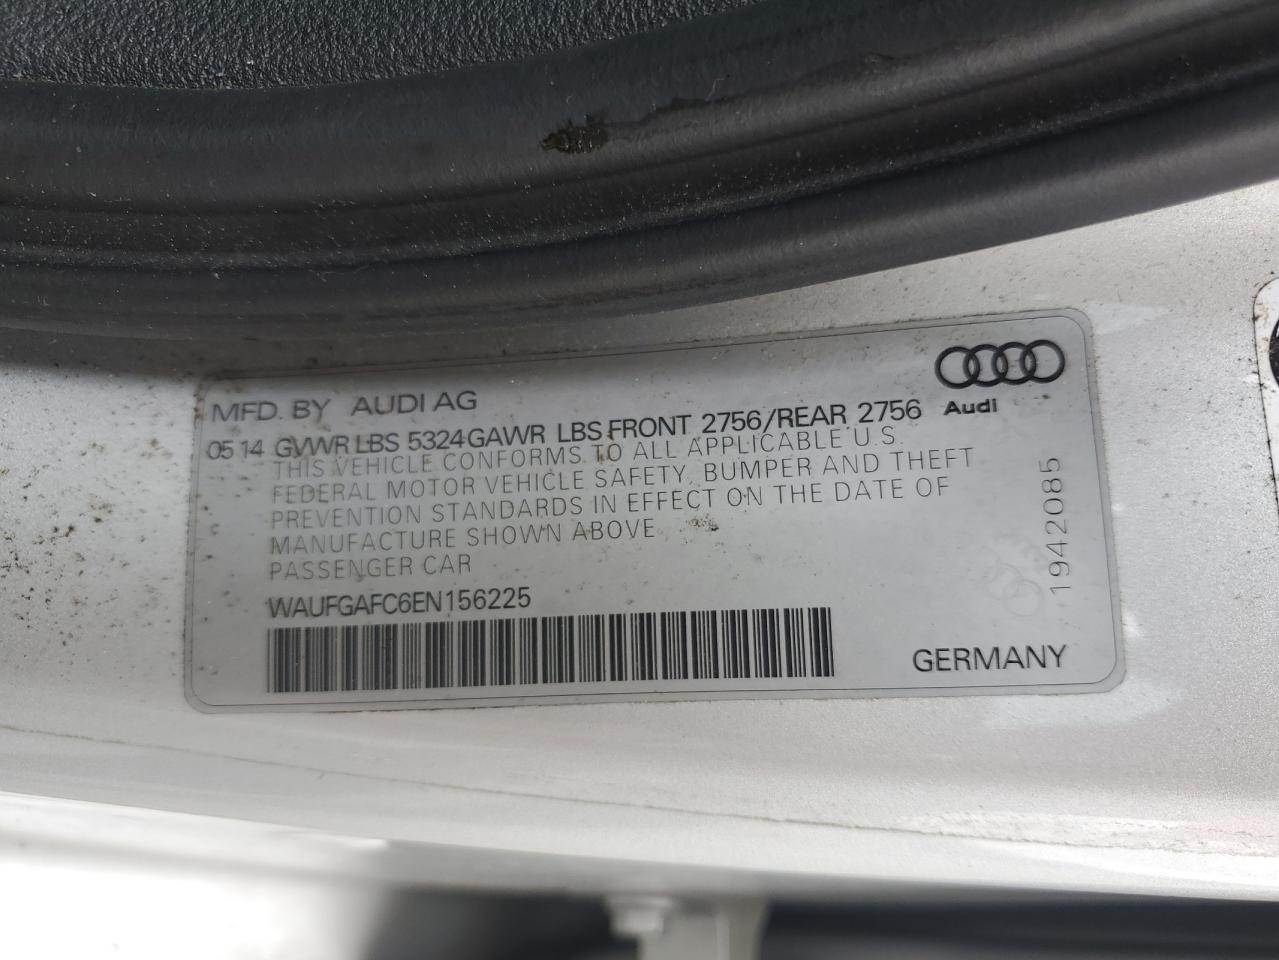 MFD. BY AUDI AG
Audi
05 14 GVWR LBS 5324 GAWR LBS FRONT 2756/REAR 2756
THIS VEHICLE CONFORMS TO ALL APPLICABLE U.S.
FEDERAL MOTOR VEHICLE SAFETY, BUMPER AND THEFT
PREVENTION STANDARDS IN EFFECT ON THE DATE OF
MANUFACTURE SHOWN ABOVE
PASSENGER CAR
WAUFGAFC6EN156225
1942085
GERMANY